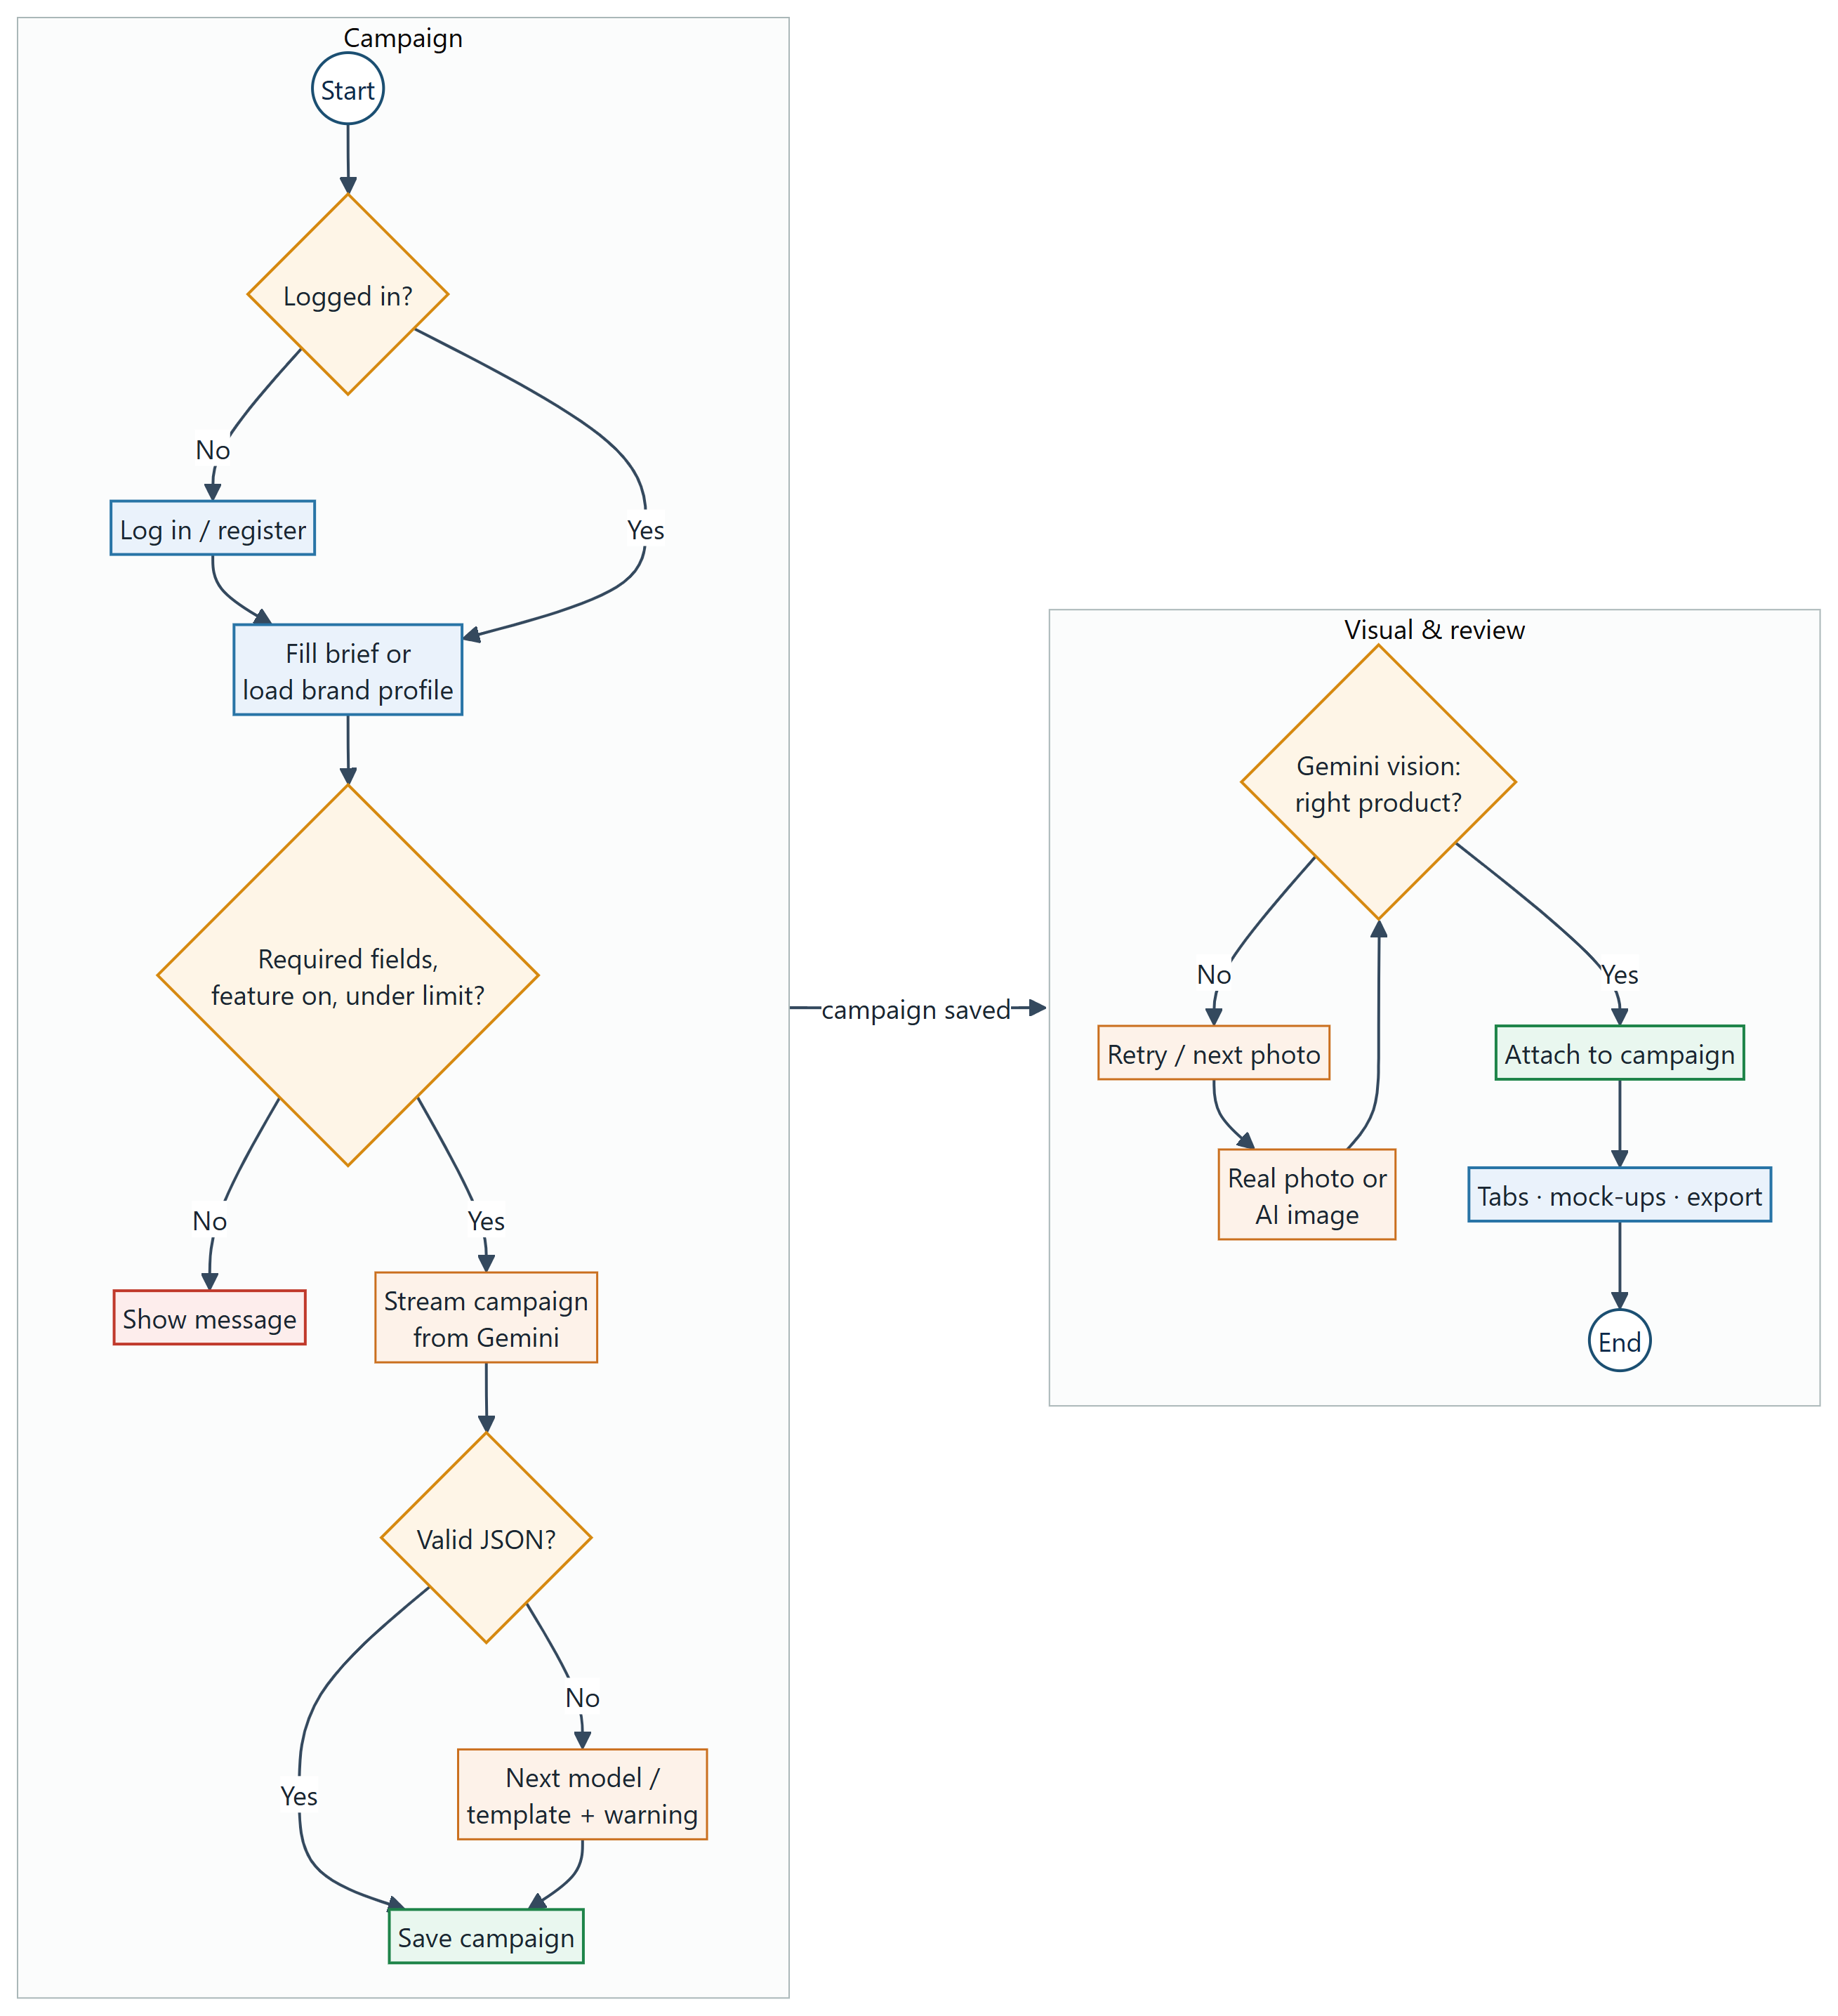 Campaign
Start
Logged in?
No
Yes
Log in / register
Fill brief or
load brand profile
Required fields,
feature on, under limit?
No
Yes
Show message
Stream campaign
from Gemini
Valid JSON?
No
Yes
Next model /
template + warning
Save campaign
campaign saved
Visual & review
Gemini vision:
right product?
No
Yes
Retry / next photo
Attach to campaign
Real photo or
AI image
Tabs · mock-ups · export
End